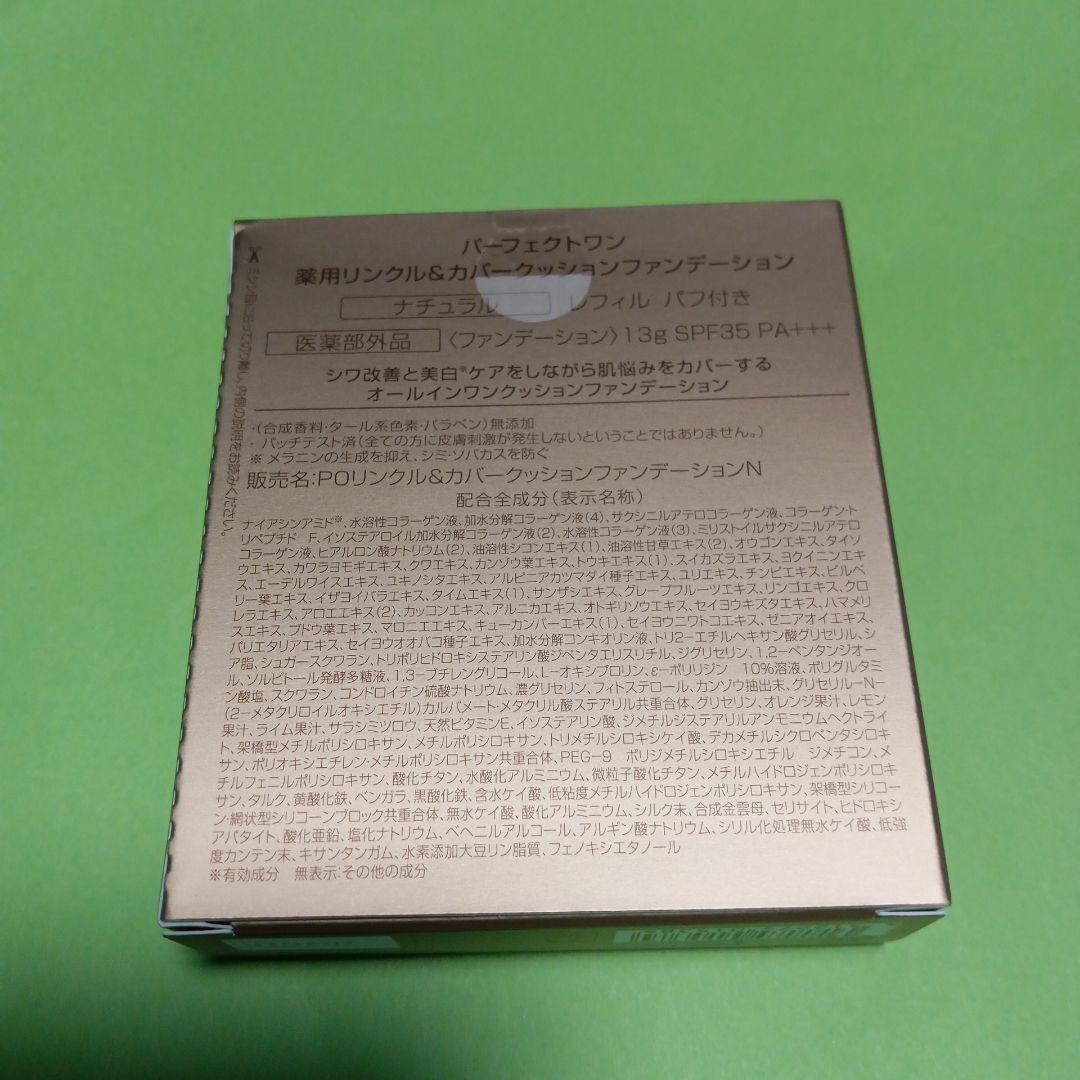 パーフェクトワン
薬用リンクル&カバークッションファンデーション
ナチュラル レフィル パフ付き
医薬部外品 〈ファンデーション〉13g SPF35 PA+++
シワ改善と美白※ケアをしながら肌悩みをカバーする
オールインワンクッションファンデーション
・(合成香料・タール系色素・パラベン)無添加
・パッチテスト済(全ての方に皮膚刺激が発生しないということではありません。)
※ メラニンの生成を抑え、シミ・ソバカスを防ぐ
販売名:POリンクル&カバークッションファンデーションN
配合全成分(表示名称)
ナイアシンアミド※、水溶性コラーゲン液、加水分解コラーゲン液(4)、サクシニルアテロコラーゲン液、コラーゲン・ト
リペプチド F、イソステアロイル加水分解コラーゲン液(2)、水溶性コラーゲン液(3)、ミリストイルサクシニルアテロ
コラーゲン液、ヒアルロン酸ナトリウム(2)、油溶性シコンエキス(1)、油溶性甘草エキス(2)、オウゴンエキス、タイソ
ウエキス、カワラヨモギエキス、クワエキス、カンゾウ葉エキス、トウキエキス(1)、スイカズラエキス、ヨクイニンエキ
ス、エーデルワイスエキス、ユキノシタエキス、アルピニアカツマダイ種子エキス、ユリエキス、チンピエキス、ビルベ
リー葉エキス、イザヨイバラエキス、タイムエキス(1)、サンザシエキス、グレープフルーツエキス、リンゴエキス、クロ
レラエキス、アロエエキス(2)、カッコンエキス、アルニカエキス、オトギリソウエキス、セイヨウキズタエキス、ハマメリ
スエキス、ブドウ葉エキス、マロニエエキス、キューカンバーエキス(1)、セイヨウニワトコエキス、ゼニアオイエキス、
パリエタリアエキス、セイヨウオオバコ種子エキス、加水分解コンキオリン液、トリ2-エチルヘキサン酸グリセリル、シ
ア脂、シュガースクワラン、トリポリヒドロキシステアリン酸ジペンタエリスリチル、ジグリセリン、1,2-ペンタンジオー
ル、ソルビトール発酵多糖液、1,3-ブチレングリコール、L-オキシプロリン、ε-ポリリジン 10%溶液、ポリグルタミ
ン酸塩、スクワラン、コンドロイチン硫酸ナトリウム、濃グリセリン、フィトステロール、カンゾウ抽出末、グリセリル-N-
(2-メタクリロイルオキシエチル)カルバメート・メタクリル酸ステアリル共重合体、グリセリン、オレンジ果汁、レモン
果汁、ライム果汁、サラシミツロウ、天然ビタミンE、イソステアリン酸、ジメチルジステアリルアンモニウムヘクトライ
ト、架橋型メチルポリシロキサン、メチルポリシロキサン、トリメチルシロキシケイ酸、デカメチルシクロペンタシロキ
サン、ポリオキシエチレン・メチルポリシロキサン共重合体、PEG-9 ポリジメチルシロキシエチル ジメチコン、メ
チルフェニルポリシロキサン、酸化チタン、水酸化アルミニウム、微粒子酸化チタン、メチルハイドロジェンポリシロキ
サン、タルク、黄酸化鉄、ベンガラ、黒酸化鉄、含水ケイ酸、低粘度メチルハイドロジェンポリシロキサン、架橋型シリコー
ン・網状型シリコーンブロック共重合体、無水ケイ酸、酸化アルミニウム、シルク末、合成金雲母、セリサイト、ヒドロキシ
アパタイト、酸化亜鉛、塩化ナトリウム、ベヘニルアルコール、アルギン酸ナトリウム、シリル化処理無水ケイ酸、低強
度カンテン末、キサンタンガム、水素添加大豆リン脂質、フェノキシエタノール
※有効成分 無表示:その他の成分
ミシン目に沿って切り離し、内側の説明をお読みください。